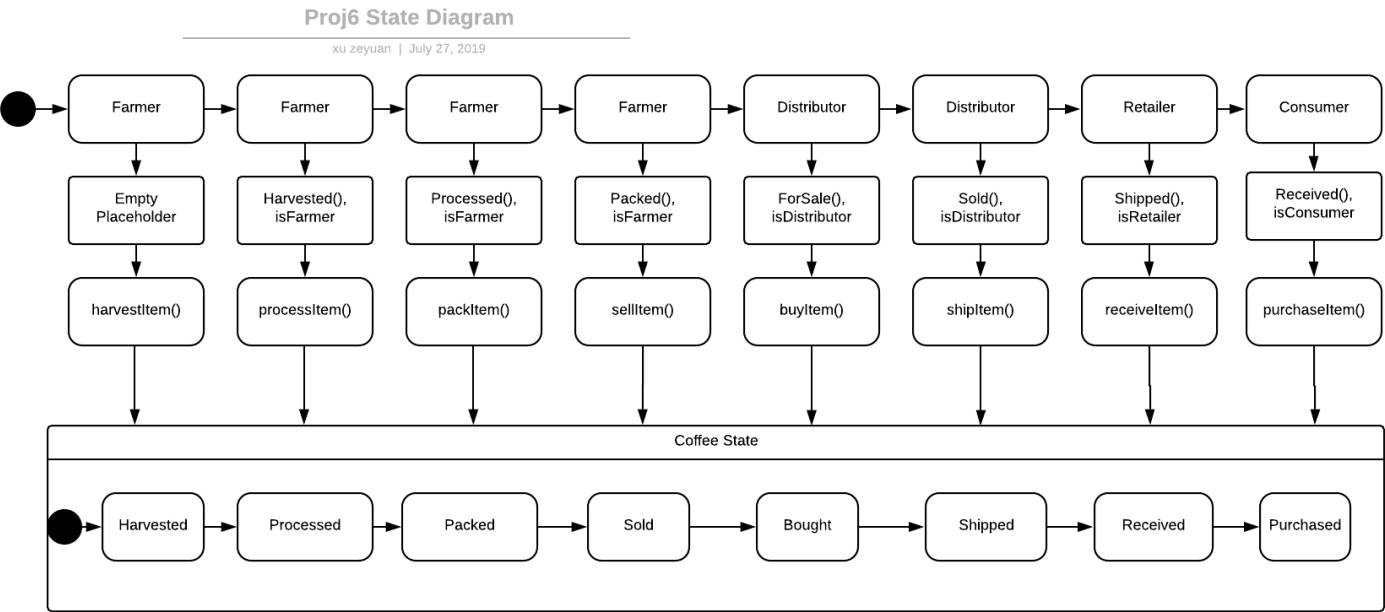 Proj6 State Diagram
xu zeyuan | July 27, 2019
Farmer
Farmer
Farmer
Farmer
Distributor
Distributor
Retailer
Consumer
Empty
Placeholder
Harvested(),
isFarmer
Processed(),
isFarmer
Packed(),
isFarmer
ForSale(),
isDistributor
Sold(),
isDistributor
Shipped(),
isRetailer
Received(),
isConsumer
harvestItem()
processItem()
packItem()
sellItem()
buyItem()
shipItem()
receiveItem()
purchaseItem()
Coffee State
Harvested
Processed
Packed
Sold
Bought
Shipped
Received
Purchased